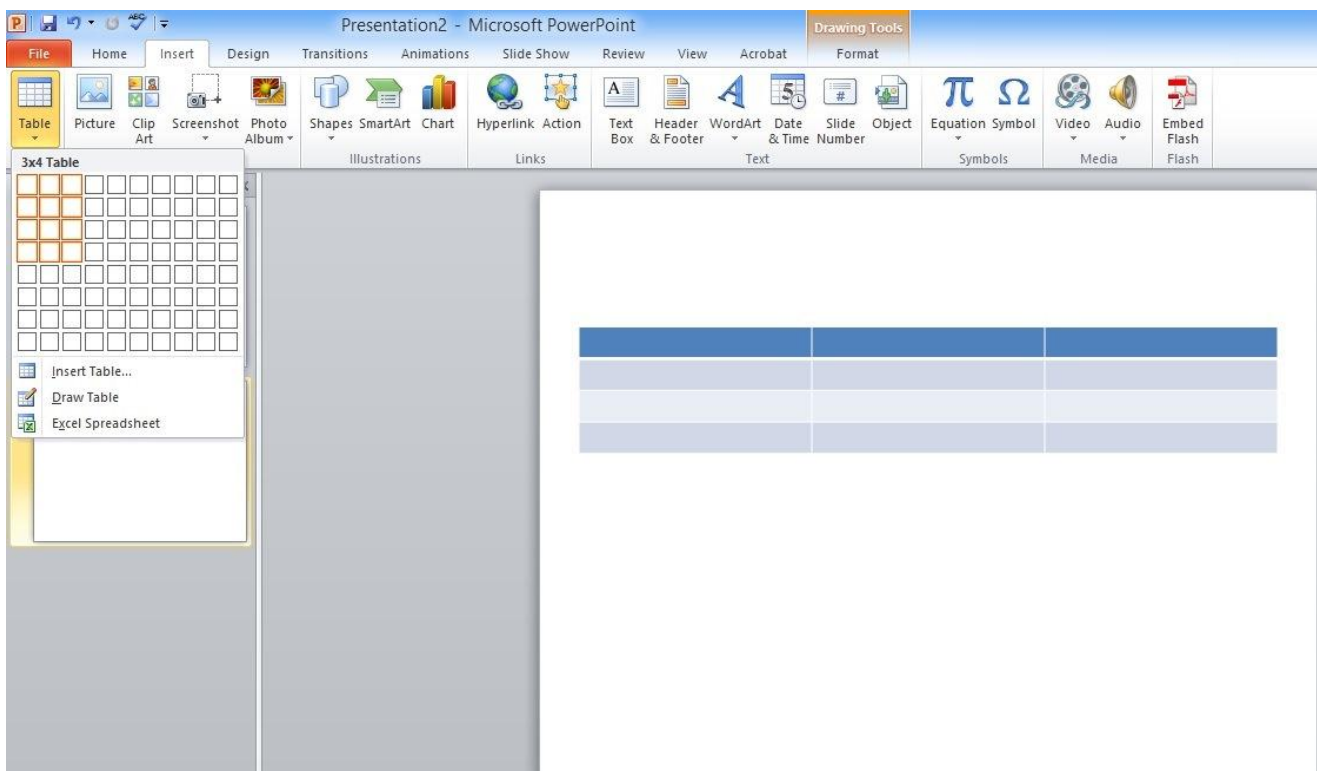 P ABC Presentation2 - Microsoft PowerPoint Drawing Tools
File Home Insert Design Transitions Animations Slide Show Review View Acrobat Format
A A 5 # π Ω
Table Picture Clip Art Screenshot Photo Album Shapes SmartArt Chart Hyperlink Action Text Box Header & Footer WordArt Date & Time Slide Number Object Equation Symbol Video Audio Embed Flash
Illustrations Links Text Symbols Media Flash
3x4 Table
Insert Table...
Draw Table
Excel Spreadsheet